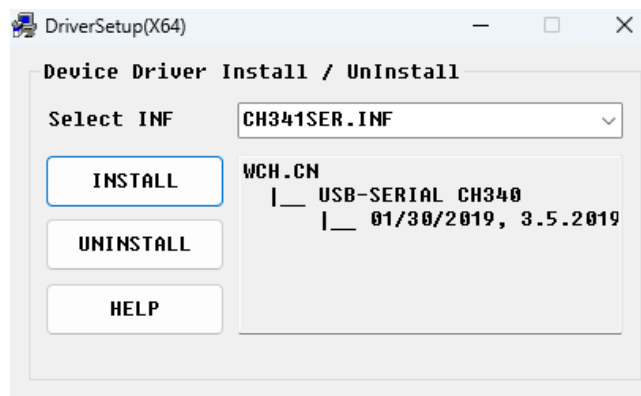 DriverSetup(X64)
Device Driver Install / UnInstall
Select INF
CH341SER.INF
INSTALL
WCH.CN
|__ USB-SERIAL CH340
|__ 01/30/2019, 3.5.2019
UNINSTALL
HELP